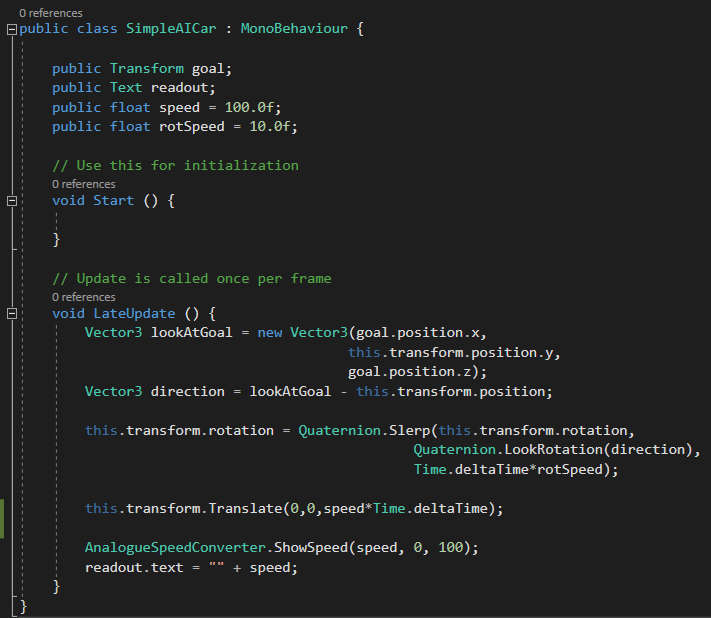 0 references
public class SimpleAICar : MonoBehaviour {
public Transform goal;
public Text readout;
public float speed = 100.0f;
public float rotSpeed = 10.0f;
// Use this for initialization
0 references
void Start () {
}
// Update is called once per frame
0 references
void LateUpdate () {
Vector3 lookAtGoal = new Vector3(goal.position.x,
this.transform.position.y,
goal.position.z);
Vector3 direction = lookAtGoal - this.transform.position;
this.transform.rotation = Quaternion.Slerp(this.transform.rotation,
Quaternion.LookRotation(direction),
Time.deltaTime*rotSpeed);
this.transform.Translate(0,0,speed*Time.deltaTime);
AnalogueSpeedConverter.ShowSpeed(speed, 0, 100);
readout.text = "" + speed;
}
}